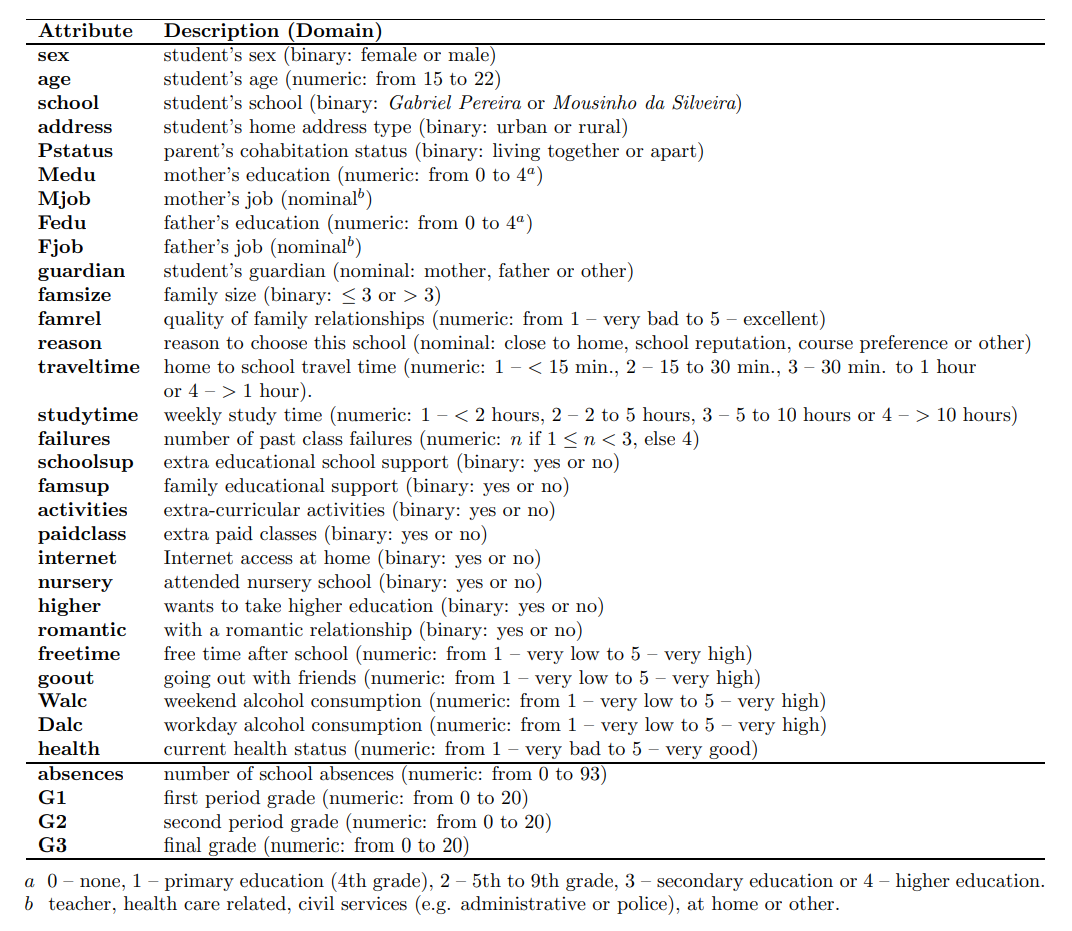 Attribute Description (Domain)
sex student's sex (binary: female or male)
age student's age (numeric: from 15 to 22)
school student's school (binary: Gabriel Pereira or Mousinho da Silveira)
address student's home address type (binary: urban or rural)
Pstatus parent's cohabitation status (binary: living together or apart)
Medu mother's education (numeric: from 0 to 4ᵃ)
Mjob mother's job (nominalᵇ)
Fedu father's education (numeric: from 0 to 4ᵃ)
Fjob father's job (nominalᵇ)
guardian student's guardian (nominal: mother, father or other)
famsize family size (binary: ≤ 3 or > 3)
famrel quality of family relationships (numeric: from 1 – very bad to 5 – excellent)
reason reason to choose this school (nominal: close to home, school reputation, course preference or other)
traveltime home to school travel time (numeric: 1 – < 15 min., 2 – 15 to 30 min., 3 – 30 min. to 1 hour
or 4 – > 1 hour).
studytime weekly study time (numeric: 1 – < 2 hours, 2 – 2 to 5 hours, 3 – 5 to 10 hours or 4 – > 10 hours)
failures number of past class failures (numeric: n if 1 ≤ n < 3, else 4)
schoolsup extra educational school support (binary: yes or no)
famsup family educational support (binary: yes or no)
activities extra-curricular activities (binary: yes or no)
paidclass extra paid classes (binary: yes or no)
internet Internet access at home (binary: yes or no)
nursery attended nursery school (binary: yes or no)
higher wants to take higher education (binary: yes or no)
romantic with a romantic relationship (binary: yes or no)
freetime free time after school (numeric: from 1 – very low to 5 – very high)
goout going out with friends (numeric: from 1 – very low to 5 – very high)
Walc weekend alcohol consumption (numeric: from 1 – very low to 5 – very high)
Dalc workday alcohol consumption (numeric: from 1 – very low to 5 – very high)
health current health status (numeric: from 1 – very bad to 5 – very good)
absences number of school absences (numeric: from 0 to 93)
G1 first period grade (numeric: from 0 to 20)
G2 second period grade (numeric: from 0 to 20)
G3 final grade (numeric: from 0 to 20)
a 0 – none, 1 – primary education (4th grade), 2 – 5th to 9th grade, 3 – secondary education or 4 – higher education.
b teacher, health care related, civil services (e.g. administrative or police), at home or other.